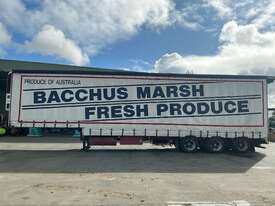 PRODUCE OF AUSTRALIA
BACCHUS MARSH
FRESH PRODUCE